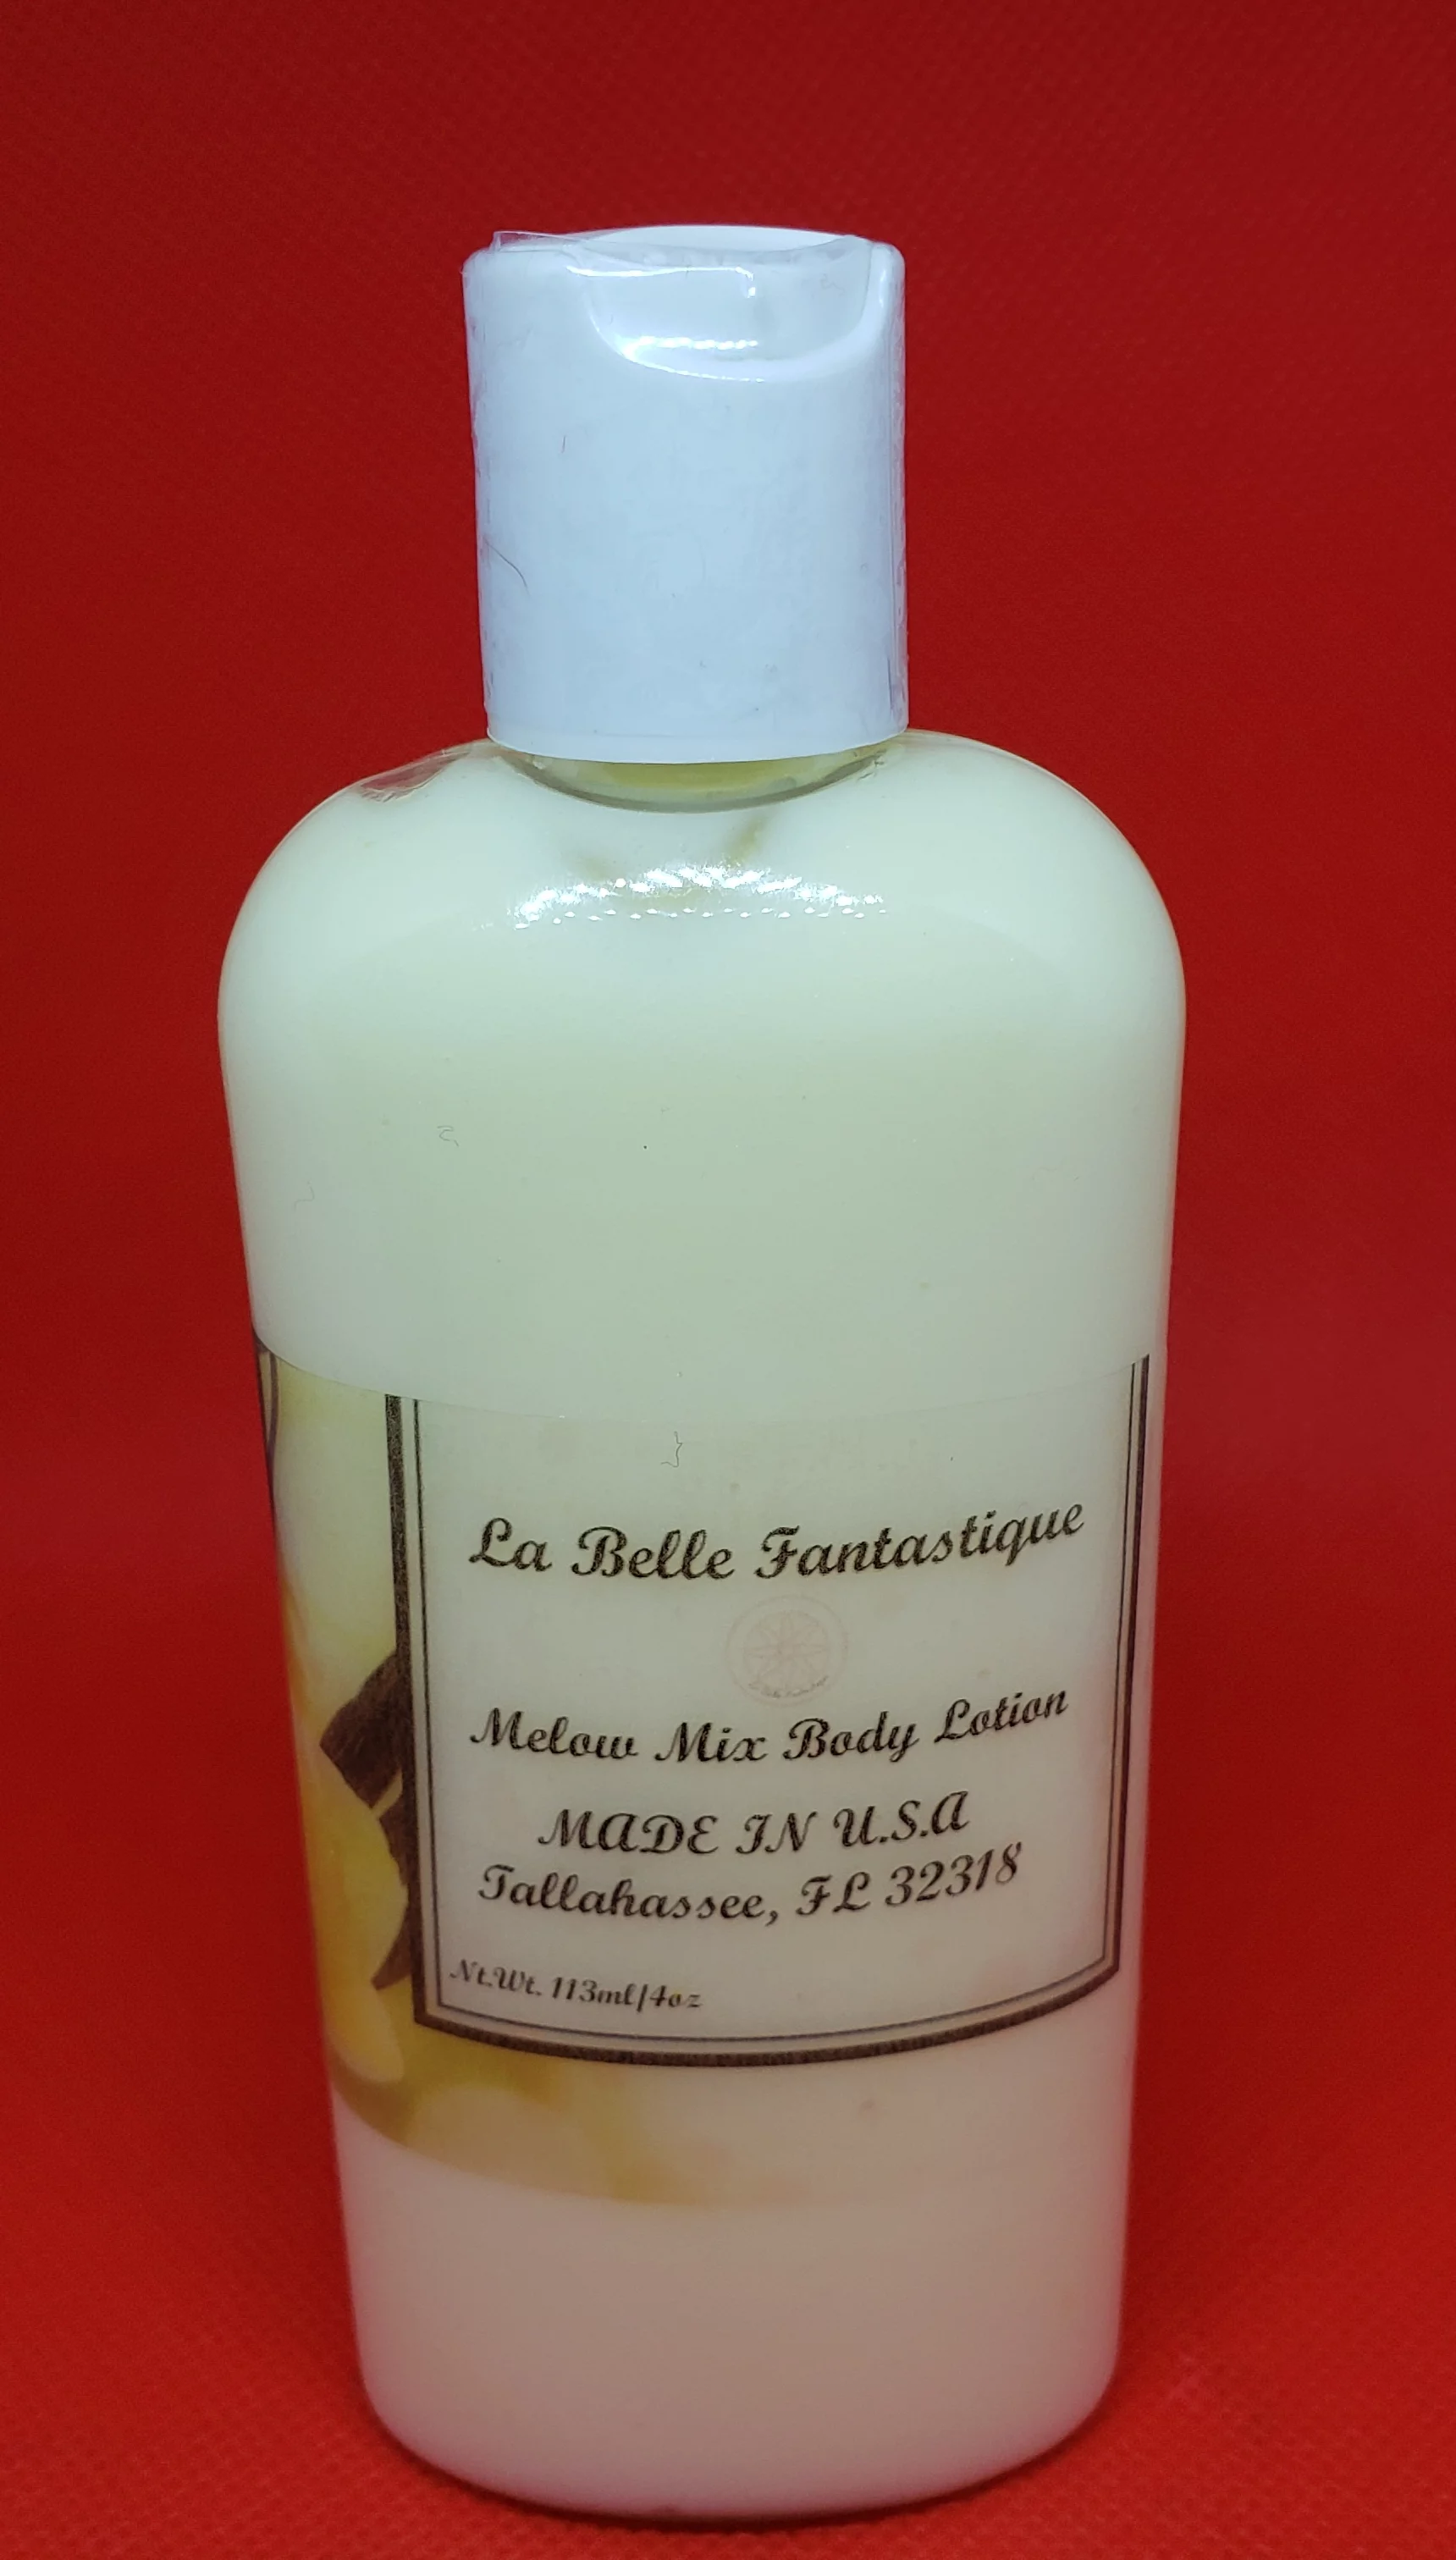 La Belle Fantastique
Melow Mix Body Lotion
MADE IN U.S.A
Tallahassee, FL 32318
Nt.Wt. 113ml/4oz